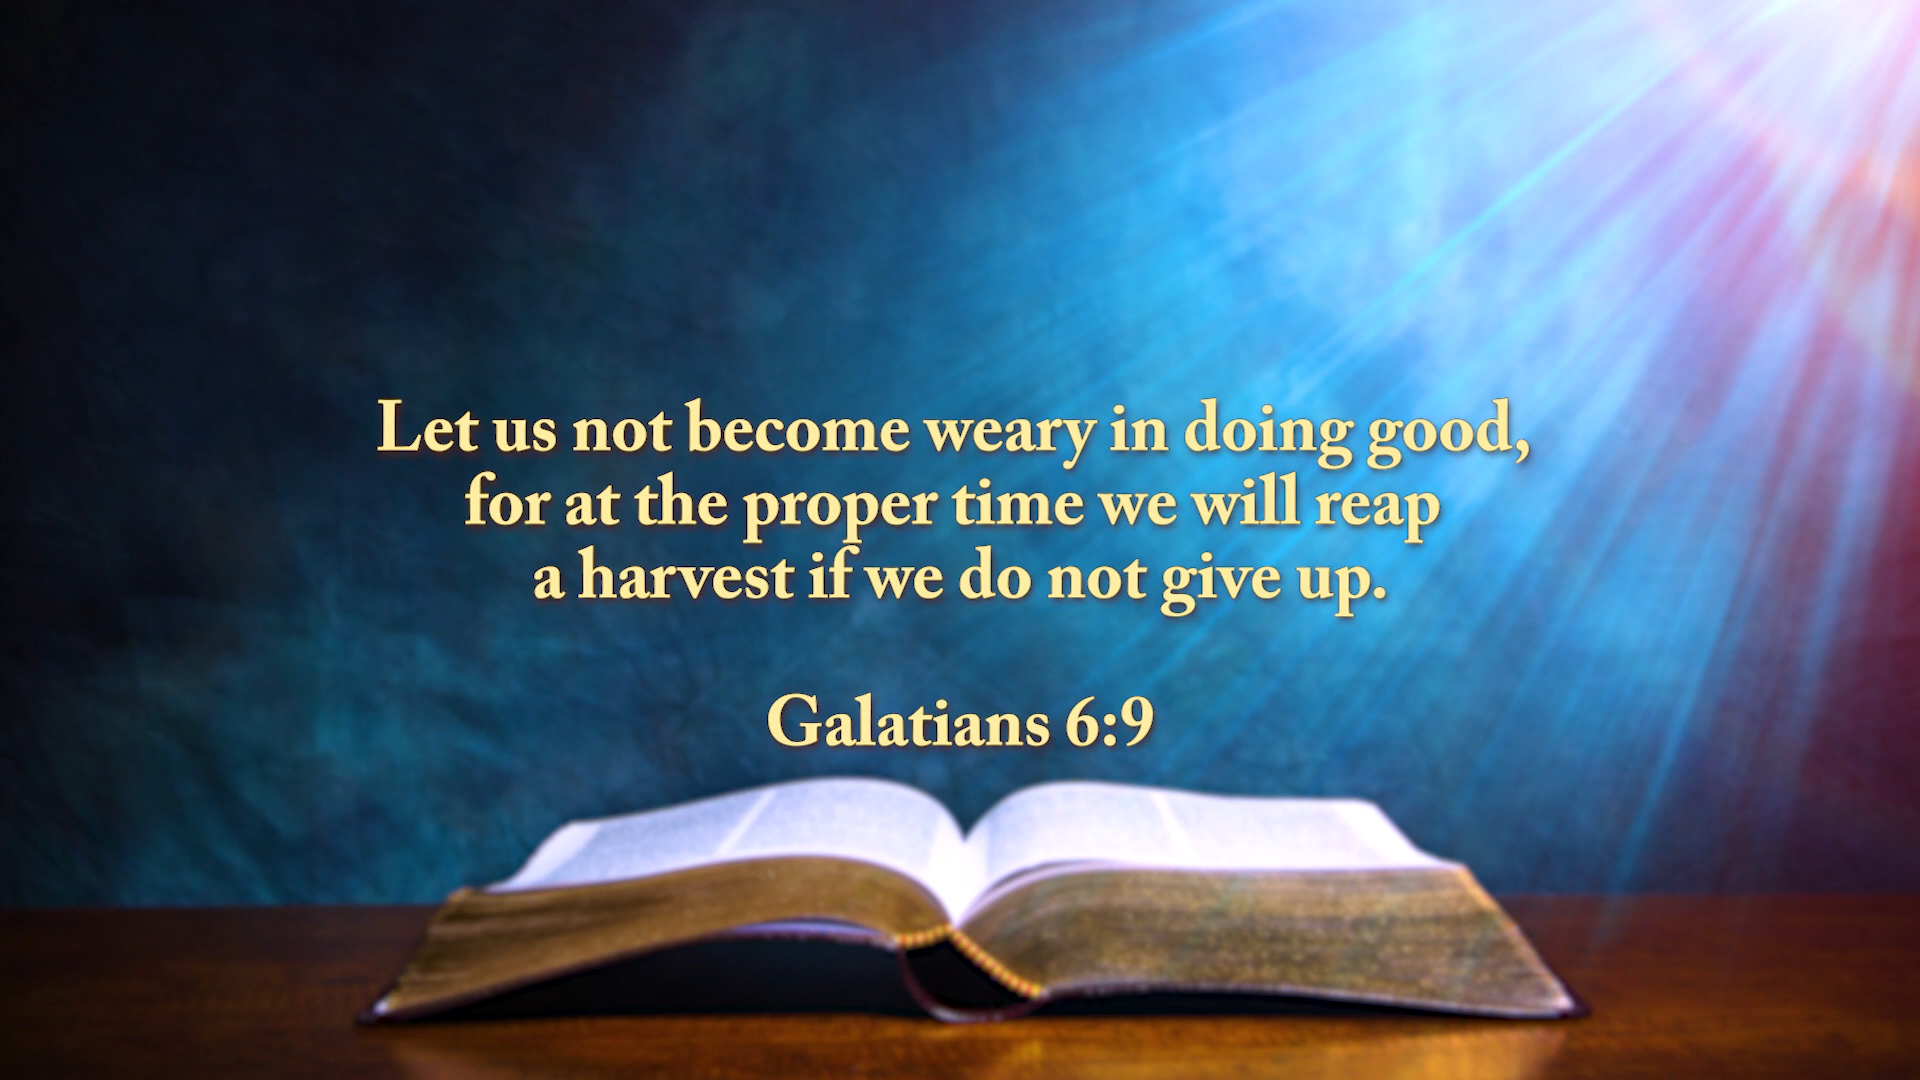 Let us not become weary in doing good,
for at the proper time we will reap
a harvest if we do not give up.
Galatians 6:9